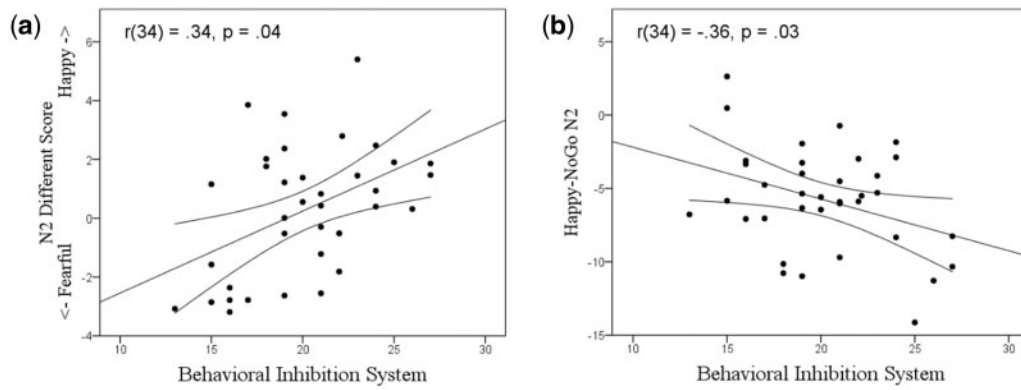 (a)
r(34) = .34, p = .04
N2 Different Score
<- Fearful
Happy ->
6
4
2
0
-2
-4
10 15 20 25 30
Behavioral Inhibition System
(b)
r(34) = -.36, p = .03
Happy-NoGo N2
5
0
-5
-10
-15
10 15 20 25 30
Behavioral Inhibition System